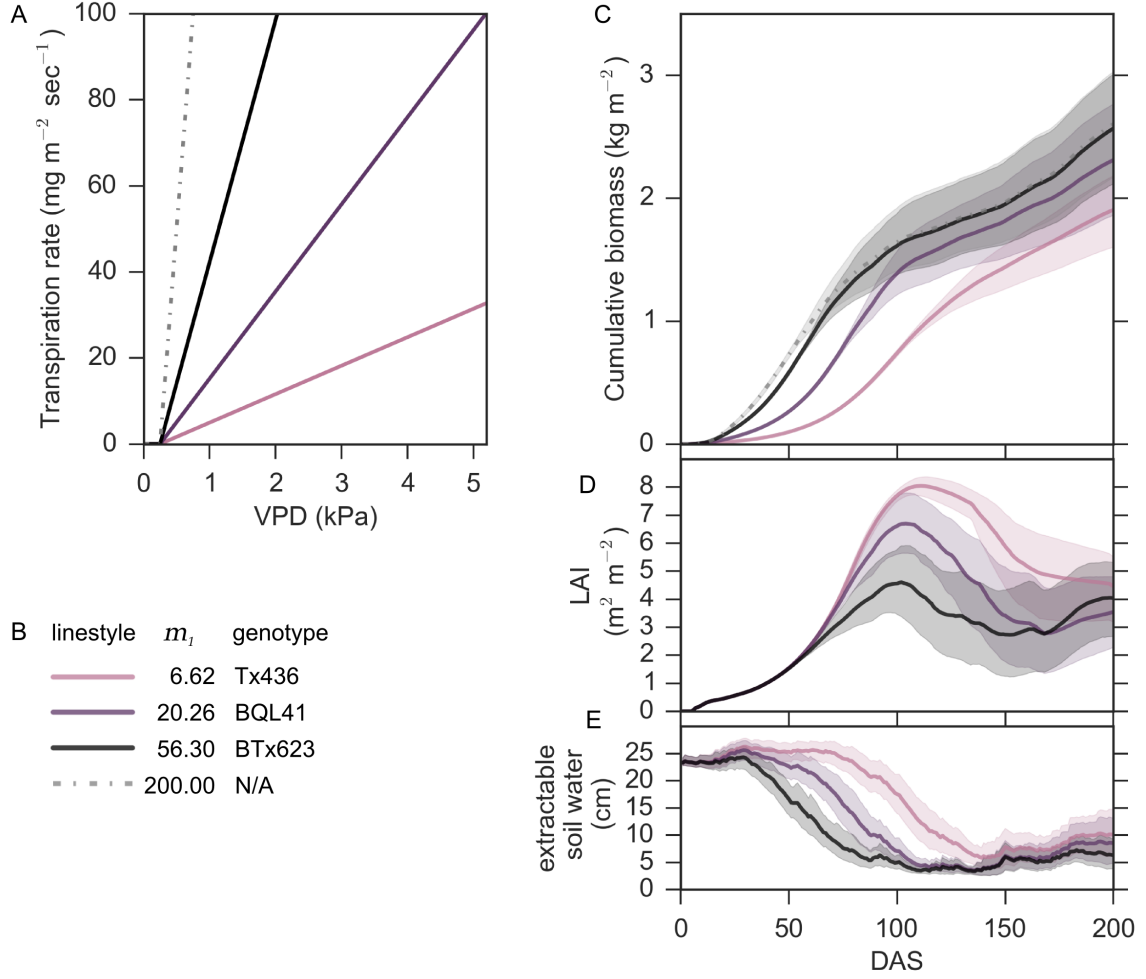 A
Transpiration rate (mg m⁻² sec⁻¹)
100
80
60
40
20
0
0 1 2 3 4 5
VPD (kPa)
B linestyle m₁ genotype
6.62 Tx436
20.26 BQL41
56.30 BTx623
200.00 N/A
C
Cumulative biomass (kg m⁻²)
3
2
1
0
D
LAI
(m² m⁻²)
8
7
6
5
4
3
2
1
0
E
extractable
soil water
(cm)
25
20
15
10
5
0
0 50 100 150 200
DAS